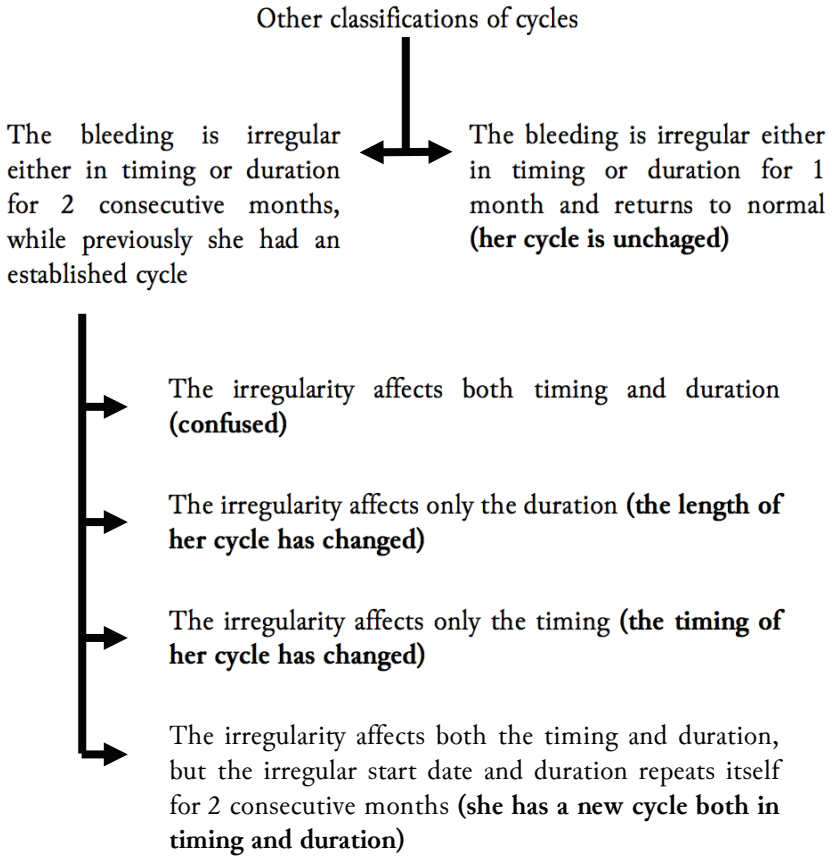 Other classifications of cycles
The bleeding is irregular
either in timing or duration
for 2 consecutive months,
while previously she had an
established cycle
The bleeding is irregular either
in timing or duration for 1
month and returns to normal
(her cycle is unchaged)
The irregularity affects both timing and duration
(confused)
The irregularity affects only the duration (the length of
her cycle has changed)
The irregularity affects only the timing (the timing of
her cycle has changed)
The irregularity affects both the timing and duration,
but the irregular start date and duration repeats itself
for 2 consecutive months (she has a new cycle both in
timing and duration)